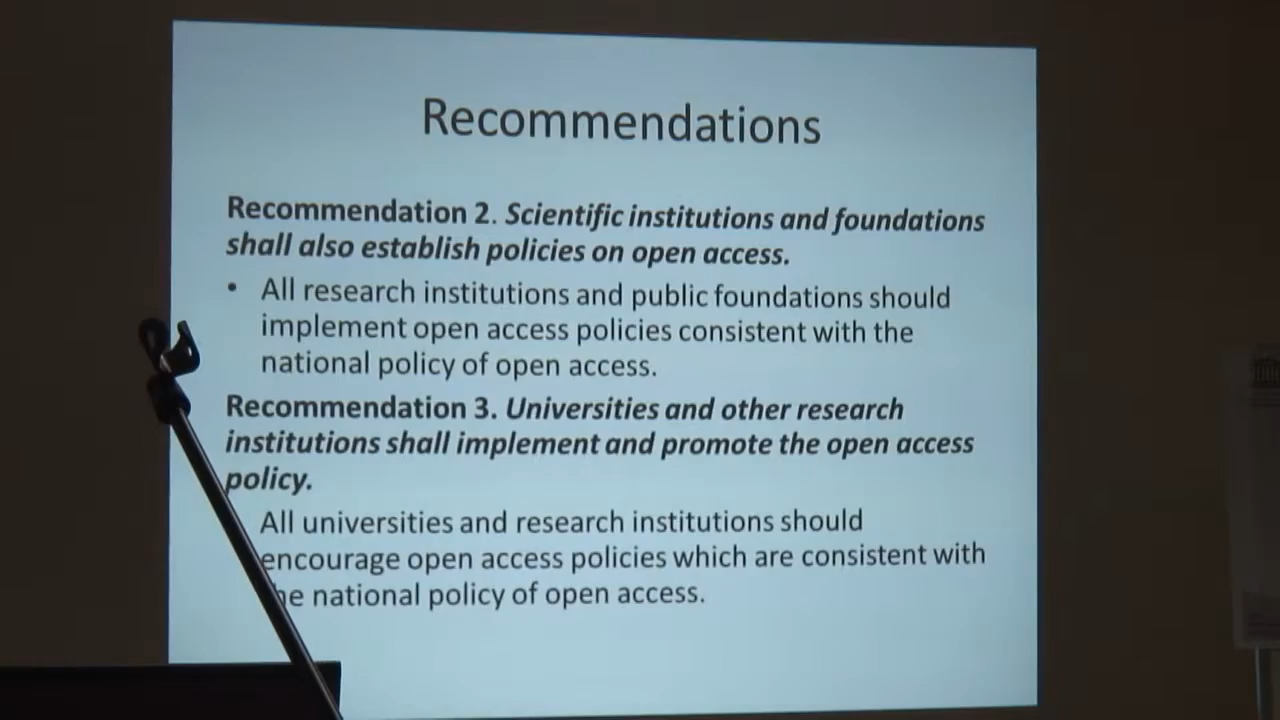 Recommendations
Recommendation 2. Scientific institutions and foundations
shall also establish policies on open access.
• All research institutions and public foundations should
implement open access policies consistent with the
national policy of open access.
Recommendation 3. Universities and other research
institutions shall implement and promote the open access
policy.
All universities and research institutions should
encourage open access policies which are consistent with
he national policy of open access.